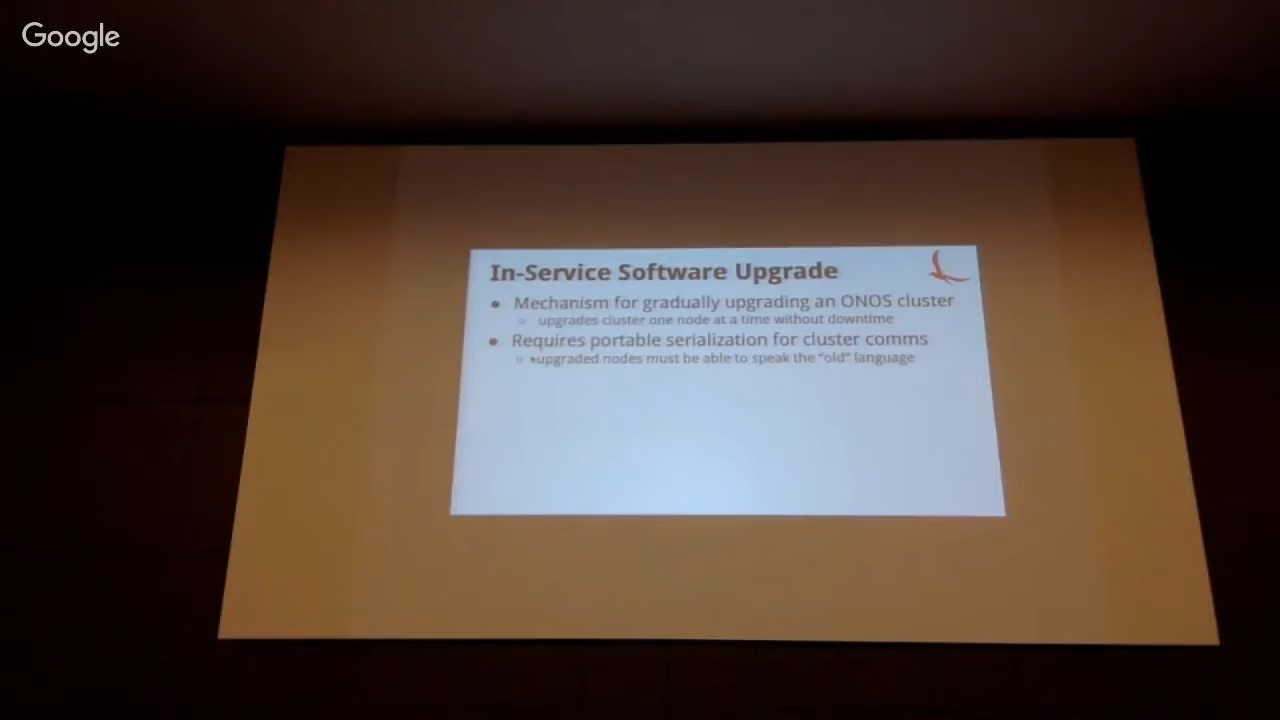 Google
In-Service Software Upgrade
● Mechanism for gradually upgrading an ONOS cluster
○ upgrades cluster one node at a time without downtime
● Requires portable serialization for cluster comms
○ upgraded nodes must be able to speak the “old” language